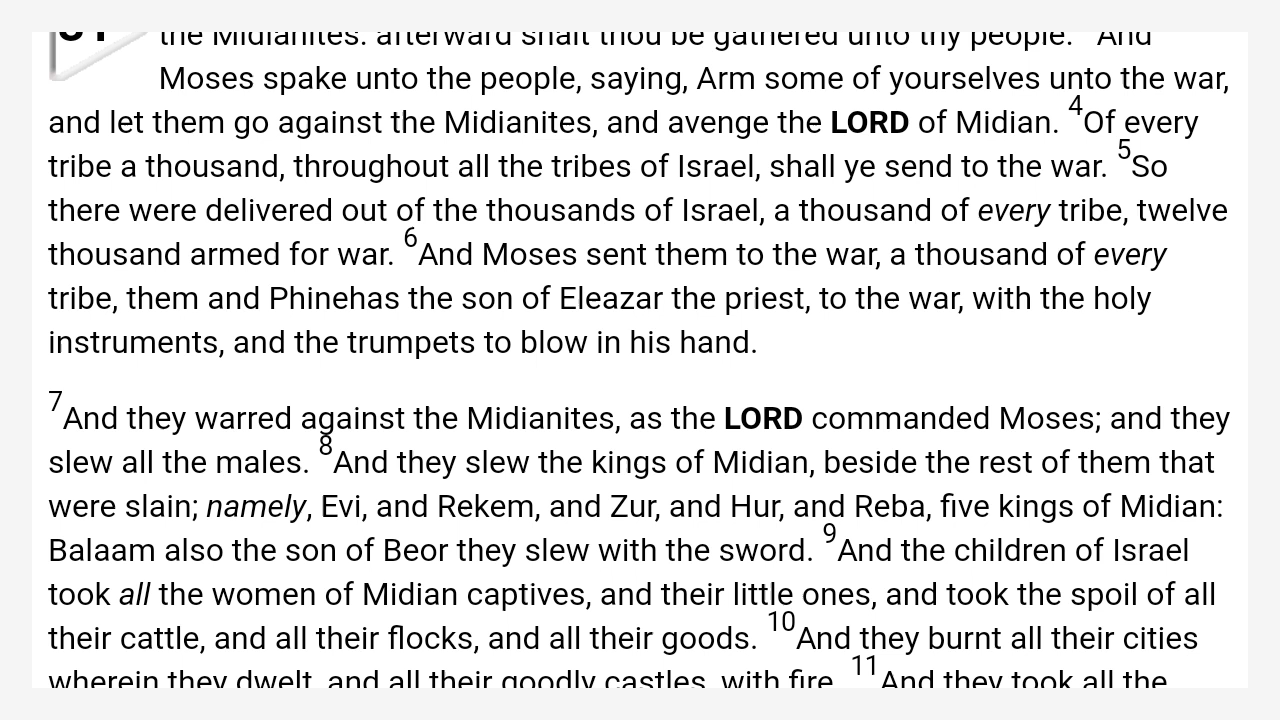 the Midianites: afterward shalt thou be gathered unto thy people. And
Moses spake unto the people, saying, Arm some of yourselves unto the war,
and let them go against the Midianites, and avenge the LORD of Midian. 4Of every
tribe a thousand, throughout all the tribes of Israel, shall ye send to the war. 5So
there were delivered out of the thousands of Israel, a thousand of every tribe, twelve
thousand armed for war. 6And Moses sent them to the war, a thousand of every
tribe, them and Phinehas the son of Eleazar the priest, to the war, with the holy
instruments, and the trumpets to blow in his hand.
7And they warred against the Midianites, as the LORD commanded Moses; and they
slew all the males. 8And they slew the kings of Midian, beside the rest of them that
were slain; namely, Evi, and Rekem, and Zur, and Hur, and Reba, five kings of Midian:
Balaam also the son of Beor they slew with the sword. 9And the children of Israel
took all the women of Midian captives, and their little ones, and took the spoil of all
their cattle, and all their flocks, and all their goods. 10And they burnt all their cities
wherein they dwelt, and all their goodly castles, with fire. 11And they took all the